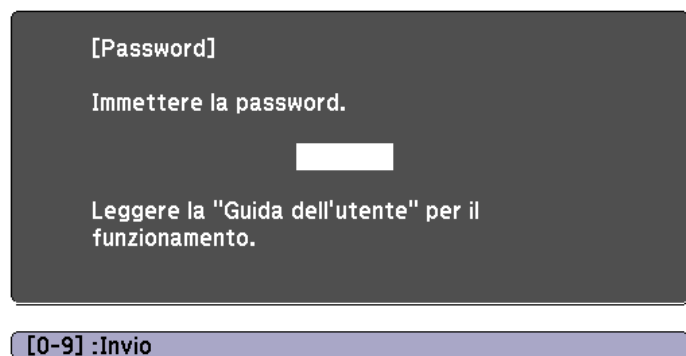 [Password]
Immettere la password.
Leggere la "Guida dell'utente" per il
funzionamento.
[0-9] :Invio